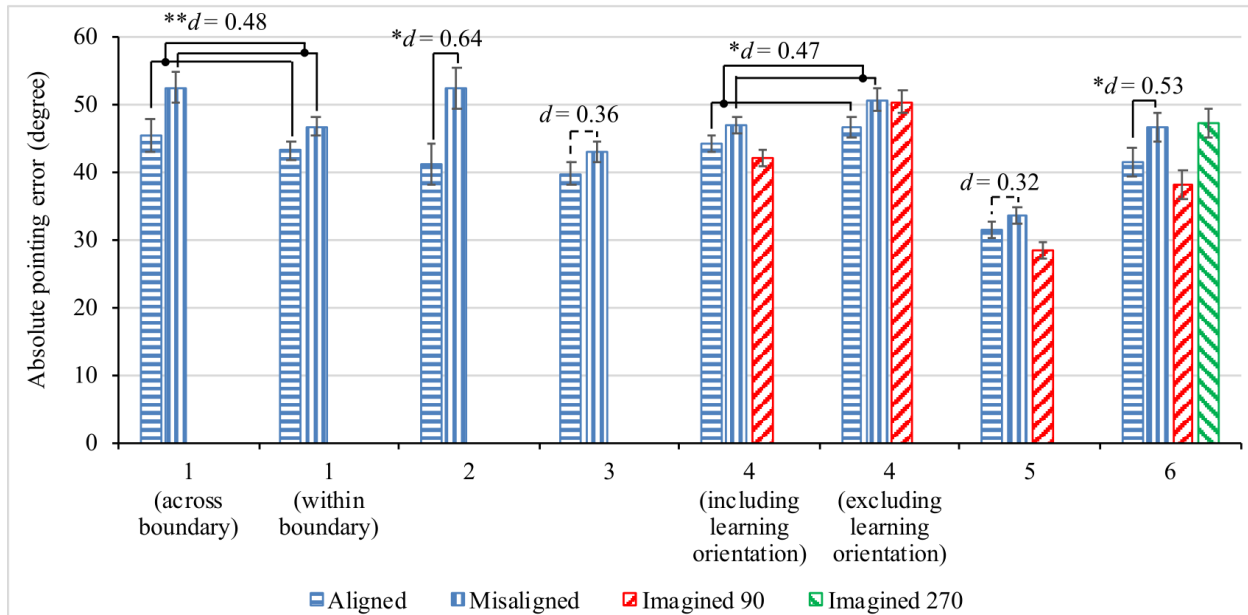 Absolute pointing error (degree)
60
50
40
30
20
10
0
**d = 0.48
*d = 0.64
d = 0.36
*d = 0.47
d = 0.32
*d = 0.53
1
(across
boundary)
1
(within
boundary)
2
3
4
(including
learning
orientation)
4
(excluding
learning
orientation)
5
6
Aligned Misaligned Imagined 90 Imagined 270